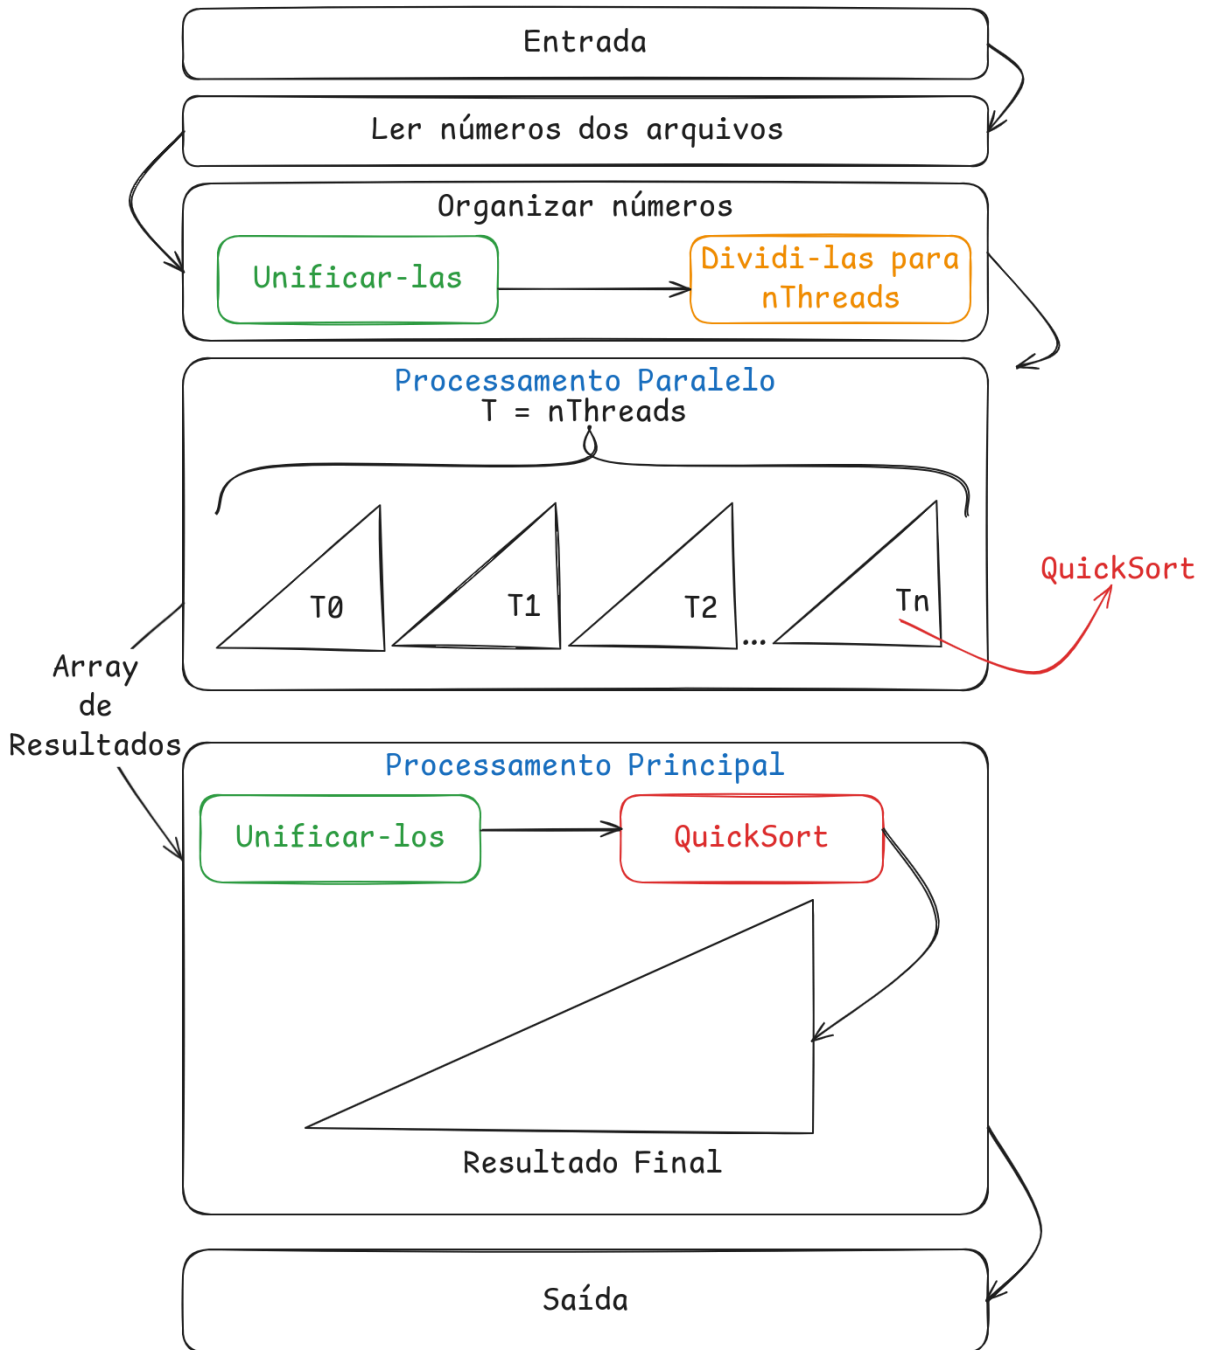 Entrada
Ler números dos arquivos
Organizar números
Unificar-las
Dividi-las para
nThreads
Processamento Paralelo
T = nThreads
T0
T1
T2
...
Tn
QuickSort
Array
de
Resultados
Processamento Principal
Unificar-los
QuickSort
Resultado Final
Saída